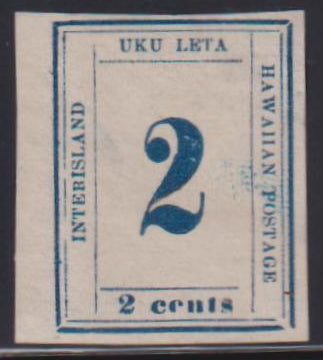 UKU LETA
INTERISLAND
2
HAWAIIAN POSTAGE
2 cents